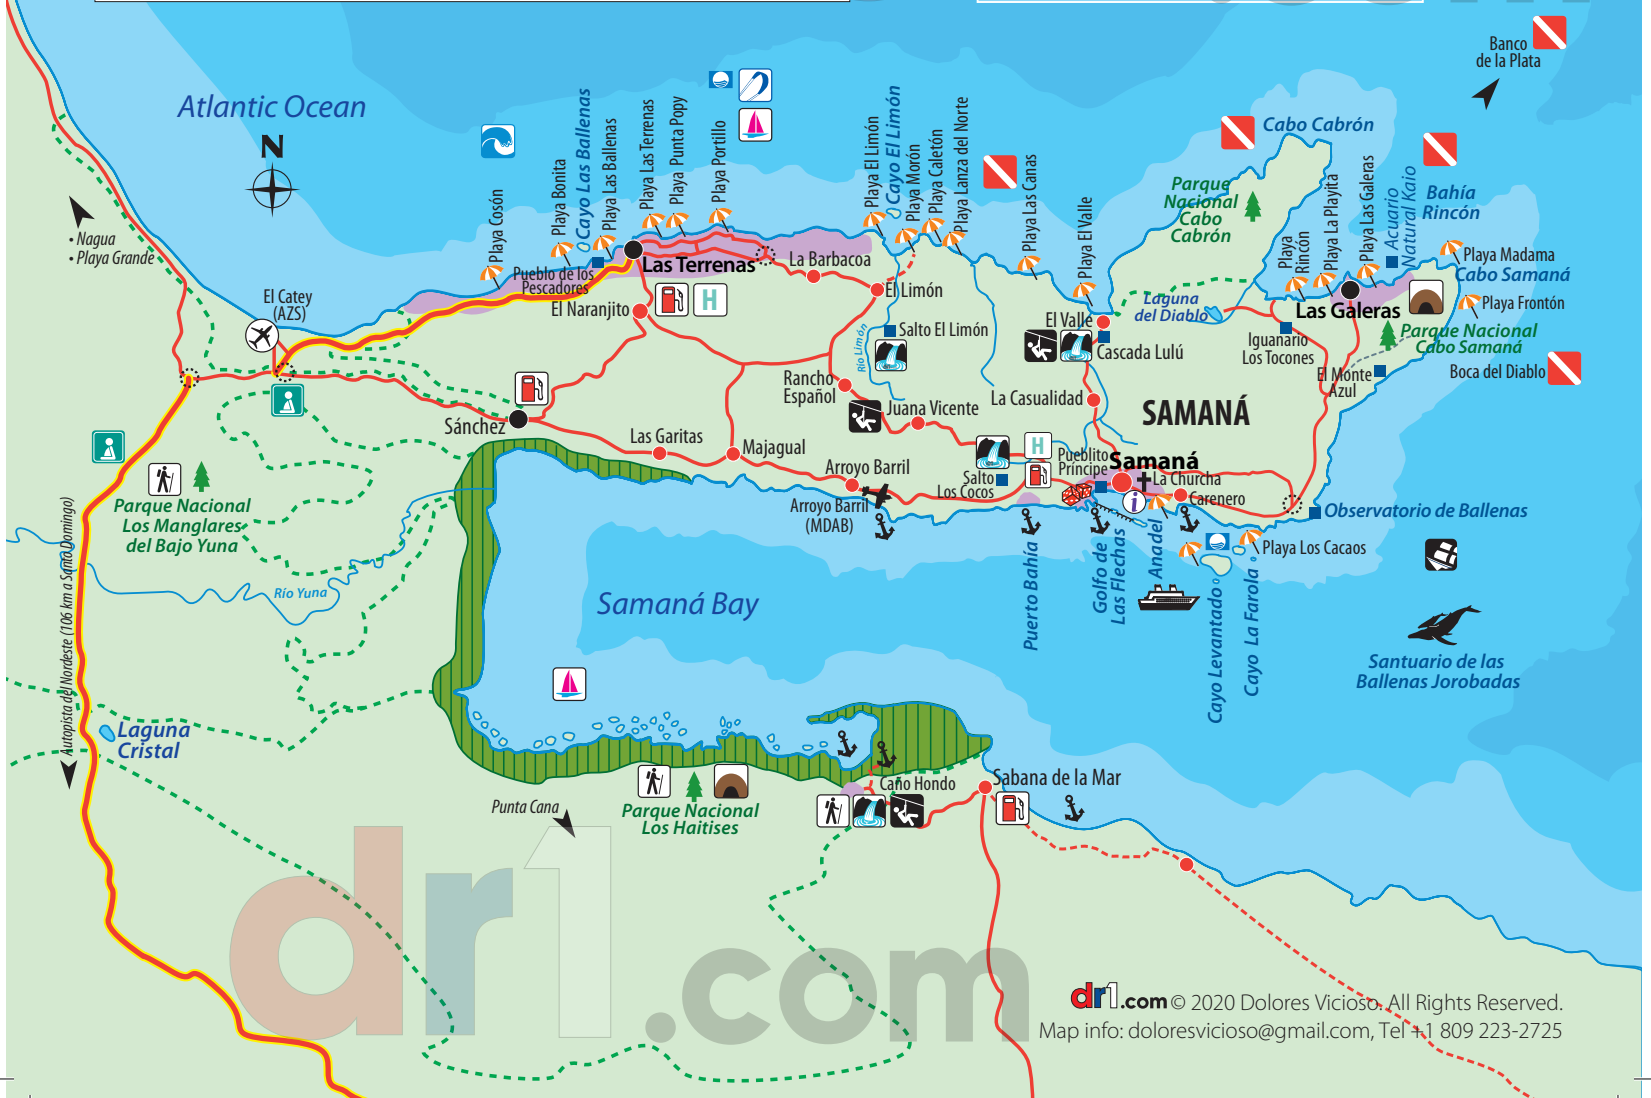 Banco
de la Plata
Atlantic Ocean
N
Cabo Cabrón
Playa Cosón
Playa Bonita
Cayo Las Ballenas
Playa Las Ballenas
Playa Las Terrenas
Playa Punta Popy
Playa Portillo
Playa El Limón
Cayo El Limón
Playa Morón
Playa Caletón
Playa Lanza del Norte
Playa Las Canas
Playa El Valle
Parque
Nacional
Cabo
Cabrón
Playa
Rincón
Playa La Playita
Playa Las Galeras
Acuario
Natural Kaio
Bahía
Rincón
• Nagua
• Playa Grande
Playa Madama
Cabo Samaná
Playa Frontón
El Catey
(AZS)
Pueblo de los
Pescadores
Las Terrenas
La Barbacoa
El Limón
El Naranjito
H
Salto El Limón
Río Limón
El Valle
Cascada Lulú
Laguna
del Diablo
Las Galeras
Iguanario
Los Tocones
Parque Nacional
Cabo Samaná
Boca del Diablo
El Monte
Azul
Rancho
Español
Juana Vicente
La Casualidad
SAMANÁ
Sánchez
Las Garitas
Majagual
Arroyo Barril
Arroyo Barril
(MDAB)
Salto
Los Cocos
H
Pueblito
Príncipe
Samaná
La Churcha
i
Carenero
Observatorio de Ballenas
Parque Nacional
Los Manglares
del Bajo Yuna
Autopista del Nordeste (106 km a Santo Domingo)
Río Yuna
Samaná Bay
Puerto Bahía
Golfo de
Las Flechas
Anadel
Cayo Levantado
Cayo La Farola
Playa Los Cacaos
Santuario de las
Ballenas Jorobadas
Laguna
Cristal
Punta Cana
Parque Nacional
Los Haitises
Caño Hondo
Sabana de la Mar
dr1.com
dr1.com © 2020 Dolores Vicioso. All Rights Reserved.
Map info: doloresvicioso@gmail.com, Tel +1 809 223-2725